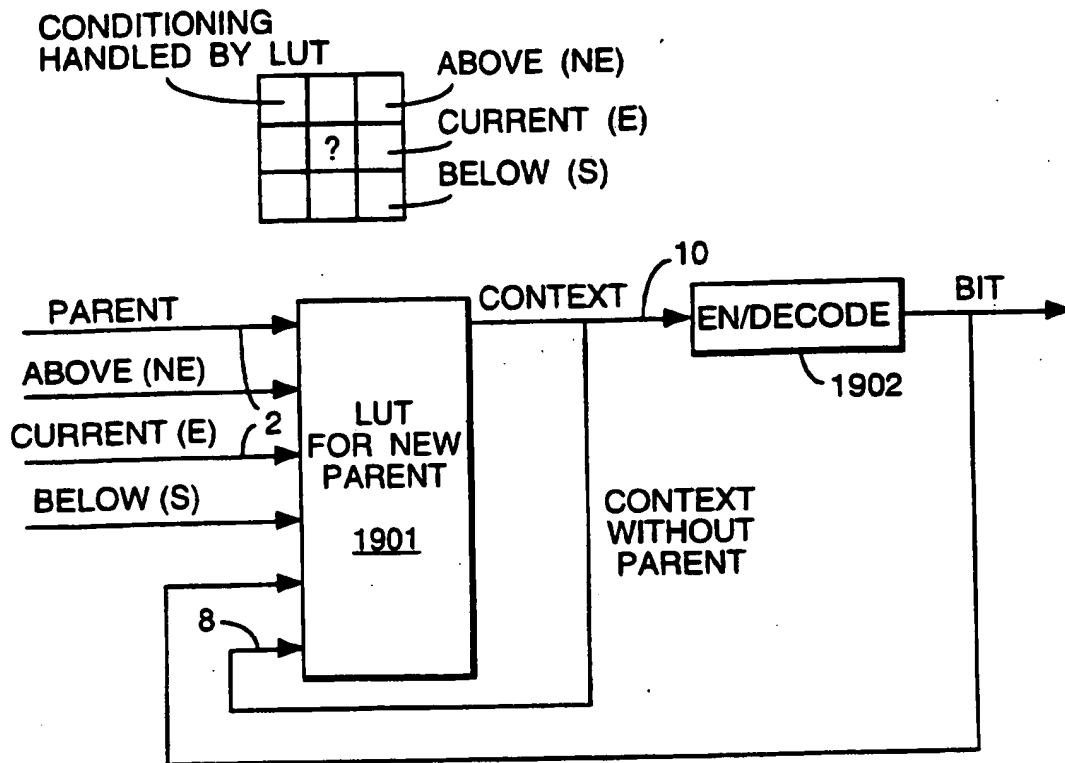 CONDITIONING
HANDLED BY LUT
ABOVE (NE)
CURRENT (E)
?
BELOW (S)
10
PARENT
CONTEXT
EN/DECODE
BIT
1902
ABOVE (NE)
2
CURRENT (E)
BELOW (S)
LUT
FOR NEW
PARENT
1901
CONTEXT
WITHOUT
PARENT
8